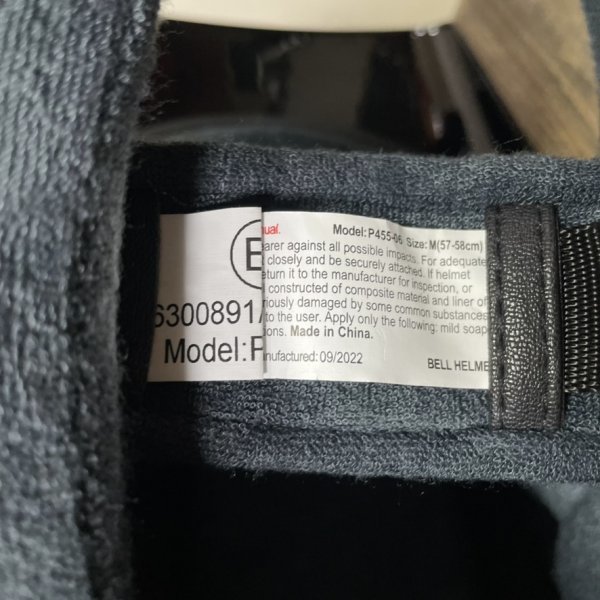 E
6300891/
Model:P
ual.
Model: P455-06 Size: M(57-58cm)
arer against all possible impacts. For adequate
closely and be securely attached. If helmet
eturn it to the manufacturer for inspection, or
constructed of composite material and liner of
riously damaged by some common substances
to the user. Apply only the following: mild soap
ions. Made in China.
anufactured: 09/2022
BELL HELME